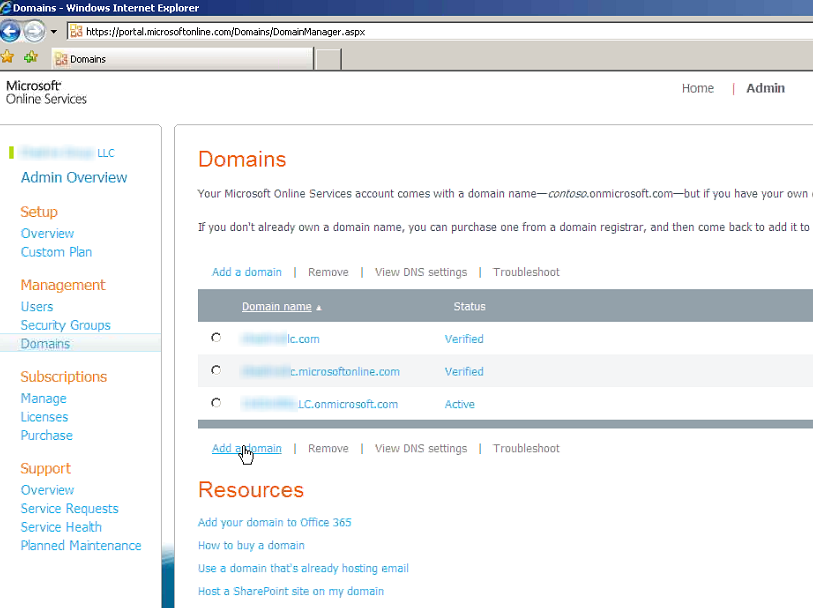 Domains - Windows Internet Explorer
https://portal.microsoftonline.com/Domains/DomainManager.aspx
Domains
Microsoft®
Online Services
Home | Admin
LLC
Admin Overview
Setup
Overview
Custom Plan
Management
Users
Security Groups
Domains
Subscriptions
Manage
Licenses
Purchase
Support
Overview
Service Requests
Service Health
Planned Maintenance
Domains
Your Microsoft Online Services account comes with a domain name—contoso.onmicrosoft.com—but if you have your own
If you don't already own a domain name, you can purchase one from a domain registrar, and then come back to add it to
Add a domain | Remove | View DNS settings | Troubleshoot
Domain name Status
lc.com Verified
c.microsoftonline.com Verified
LC.onmicrosoft.com Active
Add a domain | Remove | View DNS settings | Troubleshoot
Resources
Add your domain to Office 365
How to buy a domain
Use a domain that's already hosting email
Host a SharePoint site on my domain